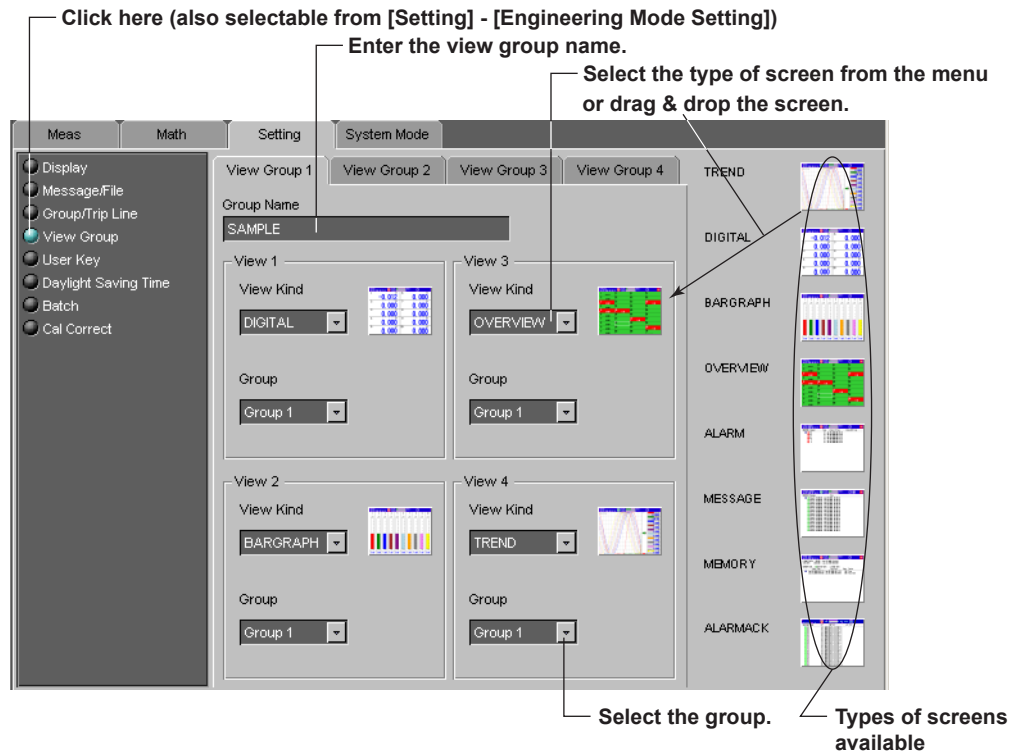 Click here (also selectable from [Setting] - [Engineering Mode Setting])
Enter the view group name.
Select the type of screen from the menu
or drag & drop the screen.
Meas
Math
Setting
System Mode
Display
Message/File
Group/Trip Line
View Group
User Key
Daylight Saving Time
Batch
Cal Correct
View Group 1
View Group 2
View Group 3
View Group 4
Group Name
SAMPLE
View 1
View Kind
DIGITAL
Group
Group 1
View 3
View Kind
OVERVIEW
Group
Group 1
View 2
View Kind
BARGRAPH
Group
Group 1
View 4
View Kind
TREND
Group
Group 1
TREND
DIGITAL
BARGRAPH
OVERVIEW
ALARM
MESSAGE
MEMORY
ALARMACK
Select the group.
Types of screens
available